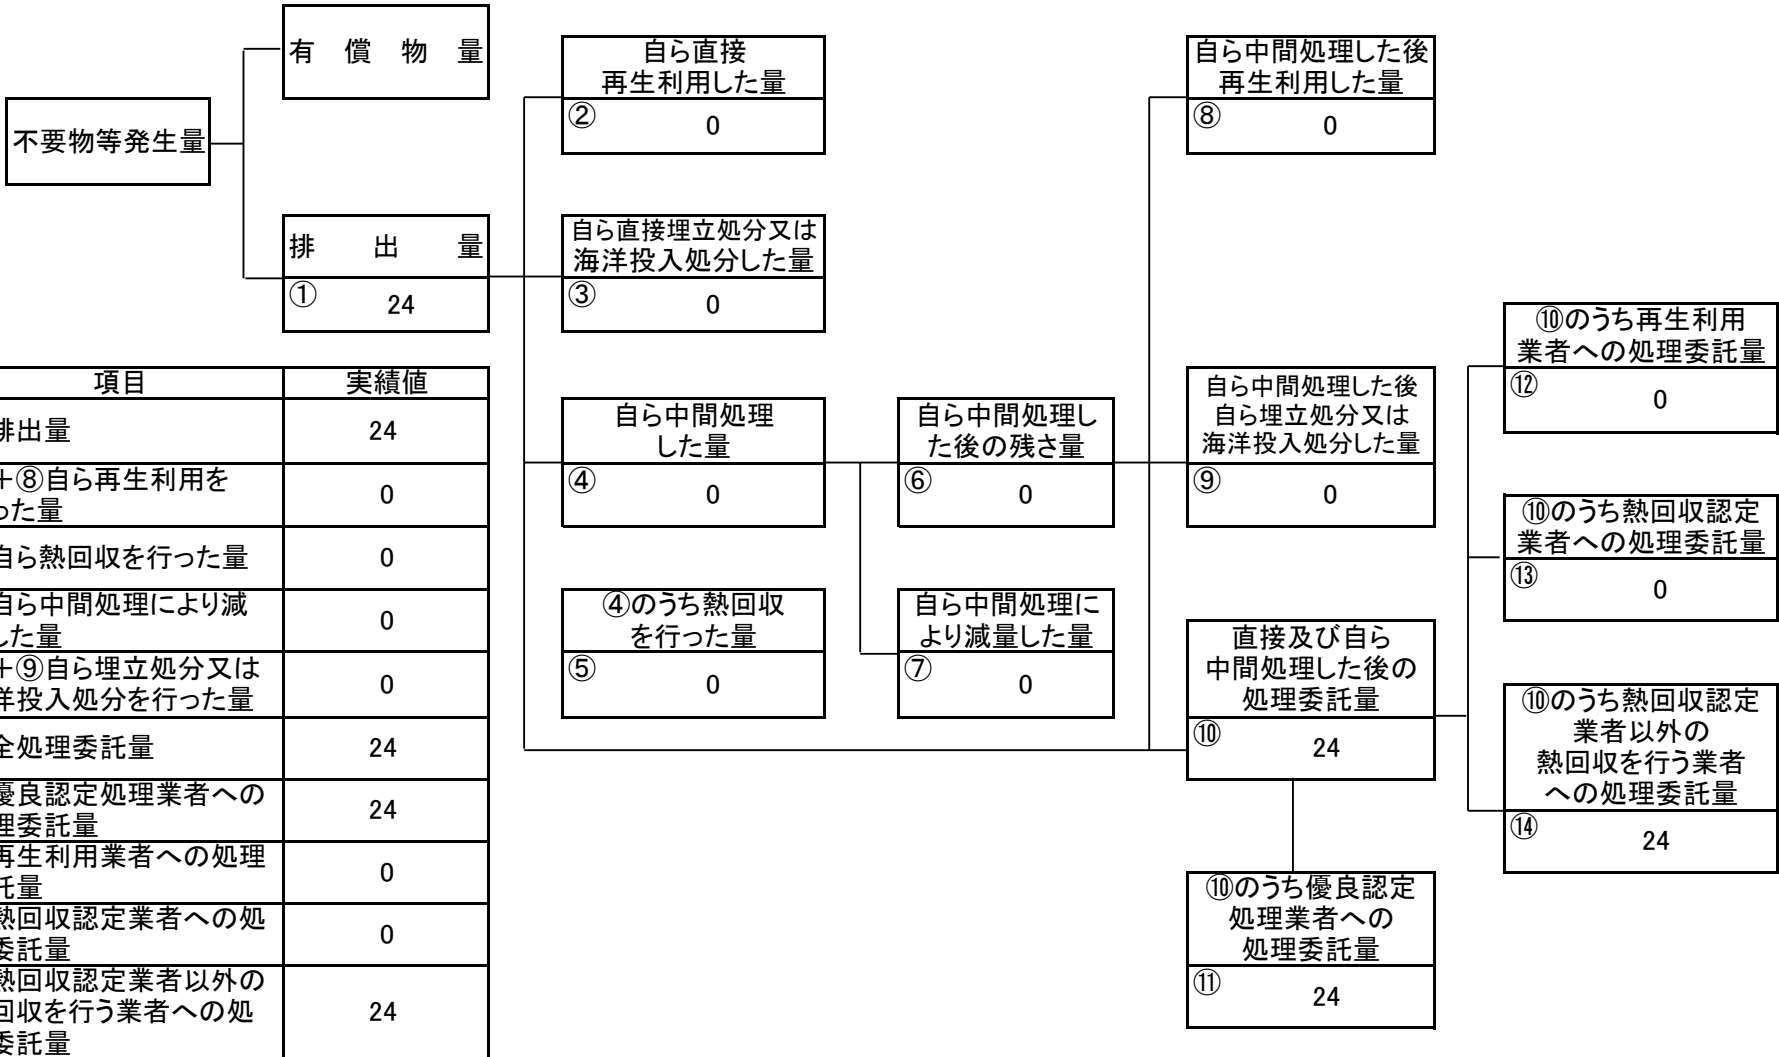 有償物量
不要物等発生量
排出量
①
24
自ら直接
再生利用した量
②
0
自ら直接埋立処分又は
海洋投入処分した量
③
0
自ら中間処理
した量
④
0
④のうち熱回収
を行った量
⑤
0
自ら中間処理し
た後の残さ量
⑥
0
自ら中間処理に
より減量した量
⑦
0
自ら中間処理した後
再生利用した量
⑧
0
自ら中間処理した後
自ら埋立処分又は
海洋投入処分した量
⑨
0
直接及び自ら
中間処理した後の
処理委託量
⑩
24
⑩のうち優良認定
処理業者への
処理委託量
⑪
24
⑩のうち再生利用
業者への処理委託量
⑫
0
⑩のうち熱回収認定
業者への処理委託量
⑬
0
⑩のうち熱回収認定
業者以外の
熱回収を行う業者
への処理委託量
⑭
24
項目 実績値
排出量 24
+⑧自ら再生利用を
った量 0
自ら熱回収を行った量 0
自ら中間処理により減
した量 0
+⑨自ら埋立処分又は
洋投入処分を行った量 0
全処理委託量 24
優良認定処理業者への
理委託量 24
再生利用業者への処理
託量 0
熱回収認定業者への処
委託量 0
熱回収認定業者以外の
回収を行う業者への処
委託量 24